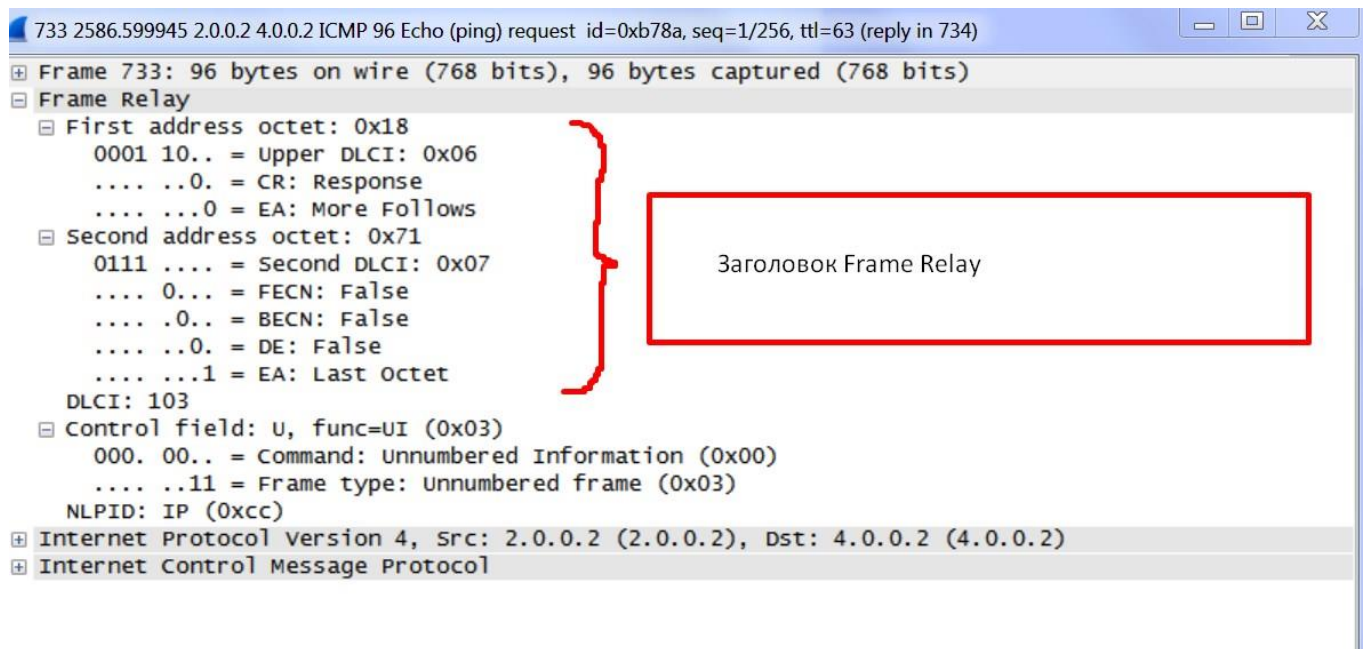 733 2586.599945 2.0.0.2 4.0.0.2 ICMP 96 Echo (ping) request id=0xb78a, seq=1/256, ttl=63 (reply in 734)
Frame 733: 96 bytes on wire (768 bits), 96 bytes captured (768 bits)
Frame Relay
First address octet: 0x18
0001 10.. = Upper DLCI: 0x06
.... ..0. = CR: Response
.... ...0 = EA: More Follows
Second address octet: 0x71
0111 .... = Second DLCI: 0x07
.... 0... = FECN: False
.... .0.. = BECN: False
.... ..0. = DE: False
.... ...1 = EA: Last Octet
DLCI: 103
Control field: U, func=UI (0x03)
000. 00.. = Command: Unnumbered Information (0x00)
.... ..11 = Frame type: Unnumbered frame (0x03)
NLPID: IP (0xcc)
Internet Protocol Version 4, Src: 2.0.0.2 (2.0.0.2), Dst: 4.0.0.2 (4.0.0.2)
Internet Control Message Protocol
Заголовок Frame Relay